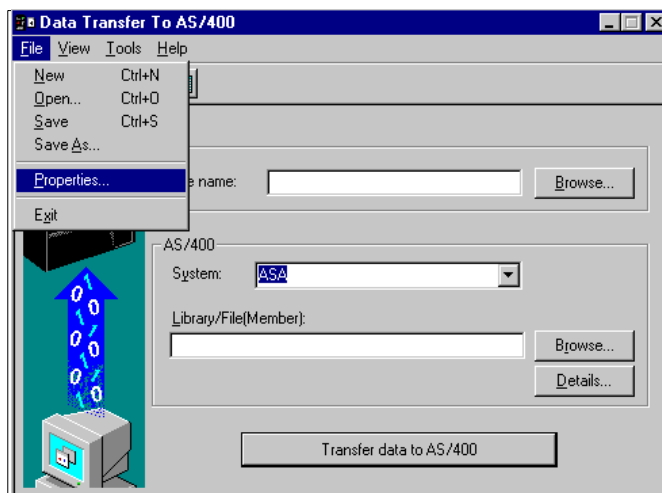 Data Transfer To AS/400
File View Tools Help
New Ctrl+N
Open... Ctrl+O
Save Ctrl+S
Save As...
Properties...
Exit
name:
Browse...
AS/400
System:
ASA
Library/File(Member):
Browse...
Details...
Transfer data to AS/400